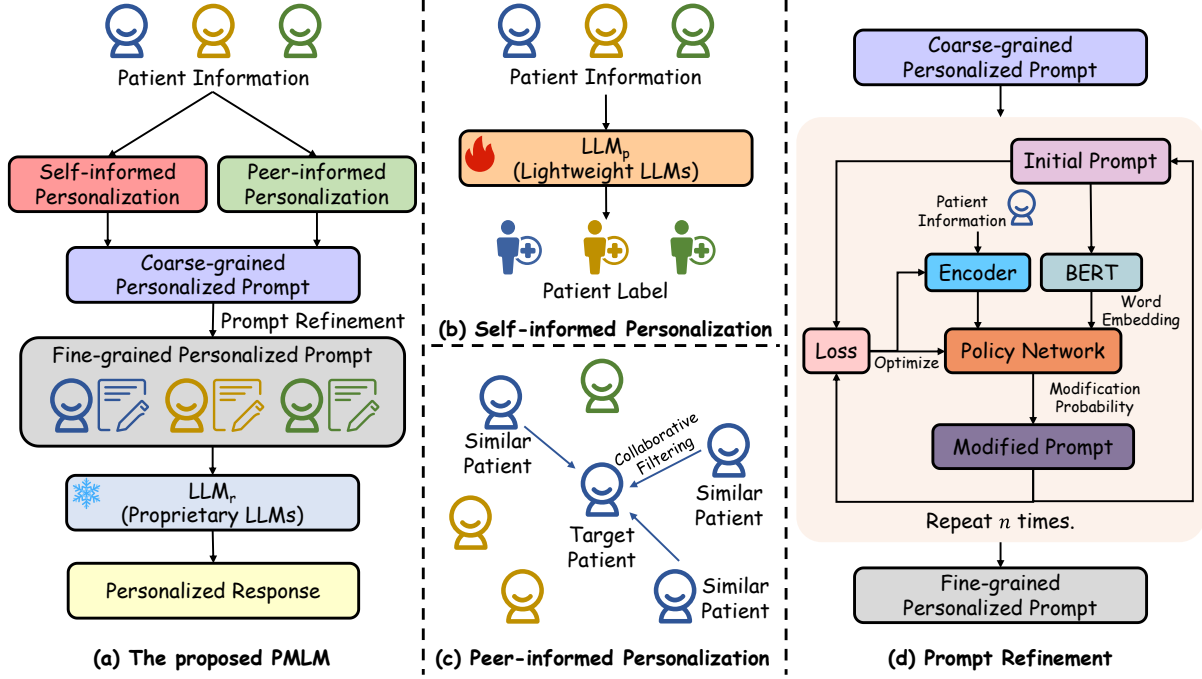 Patient Information
Self-informed
Personalization
Peer-informed
Personalization
Coarse-grained
Personalized Prompt
Prompt Refinement
Fine-grained Personalized Prompt
LLMᵣ
(Proprietary LLMs)
Personalized Response
(a) The proposed PMLM
Patient Information
LLMₚ
(Lightweight LLMs)
Patient Label
(b) Self-informed Personalization
Similar
Patient
Collaborative
Filtering
Similar
Patient
Target
Patient
Similar
Patient
(c) Peer-informed Personalization
Coarse-grained
Personalized Prompt
Initial Prompt
Patient
Information
Encoder
BERT
Word
Embedding
Loss
Optimize
Policy Network
Modification
Probability
Modified Prompt
Repeat n times.
Fine-grained
Personalized Prompt
(d) Prompt Refinement